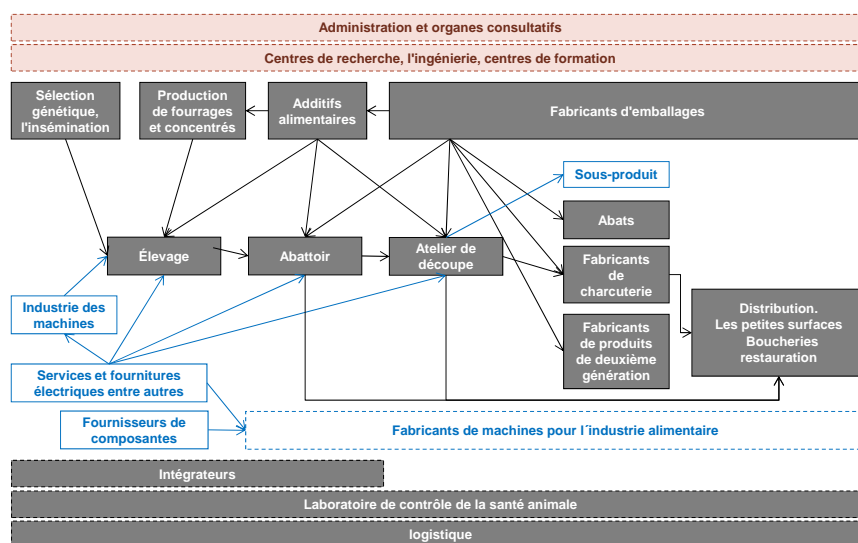 Administration et organes consultatifs
Centres de recherche, l'ingénierie, centres de formation
Sélection
génétique,
l'insémination
Production
de fourrages
et concentrés
Additifs
alimentaires
Fabricants d'emballages
Sous-produit
Abats
Élevage
Abattoir
Atelier de
découpe
Fabricants
de
charcuterie
Industrie des
machines
Distribution.
Les petites surfaces
Boucheries
restauration
Fabricants
de produits
de deuxième
génération
Services et fournitures
électriques entre autres
Fournisseurs de
composantes
Fabricants de machines pour l´industrie alimentaire
Intégrateurs
Laboratoire de contrôle de la santé animale
logistique